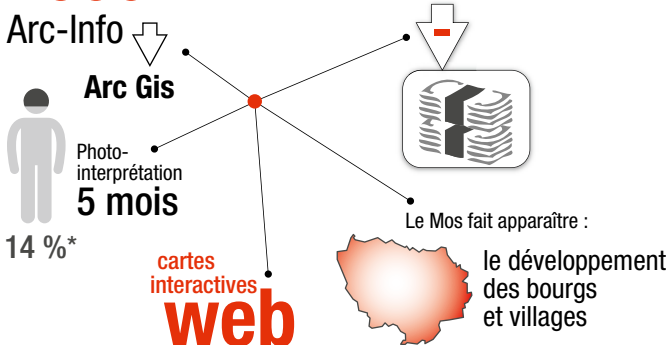 Arc-Info
Arc Gis
Photo-
interprétation
5 mois
14 %*
Le Mos fait apparaître :
le développement
des bourgs
et villages
cartes
interactives
web